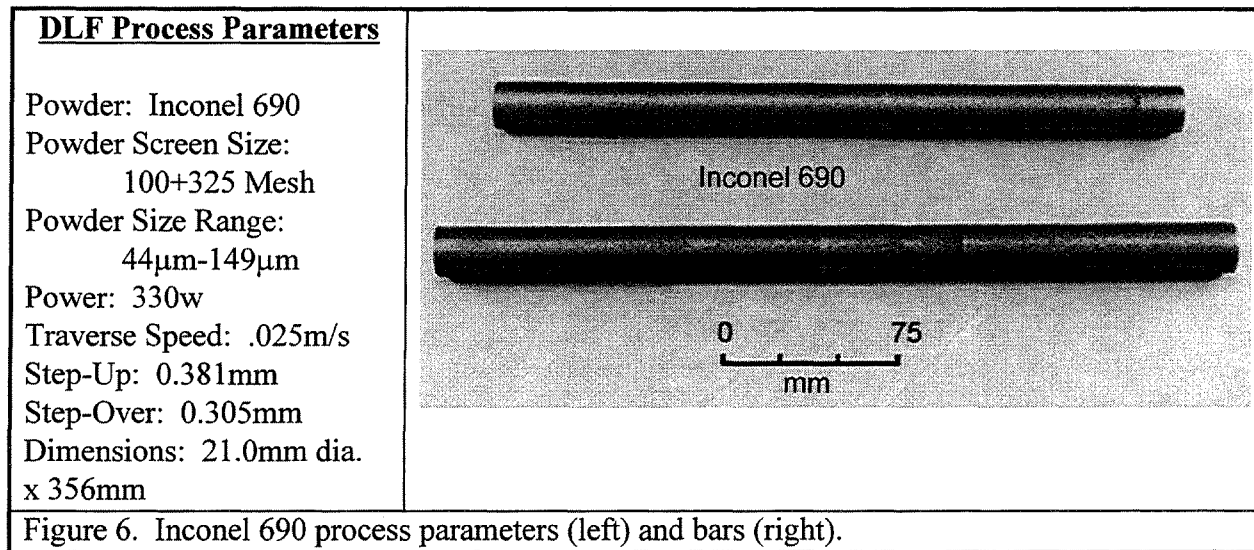 DLF Process Parameters
Powder: Inconel 690
Powder Screen Size:
100+325 Mesh
Powder Size Range:
44µm-149µm
Power: 330w
Traverse Speed: .025m/s
Step-Up: 0.381mm
Step-Over: 0.305mm
Dimensions: 21.0mm dia.
x 356mm
Inconel 690
0 75
mm
Figure 6. Inconel 690 process parameters (left) and bars (right).